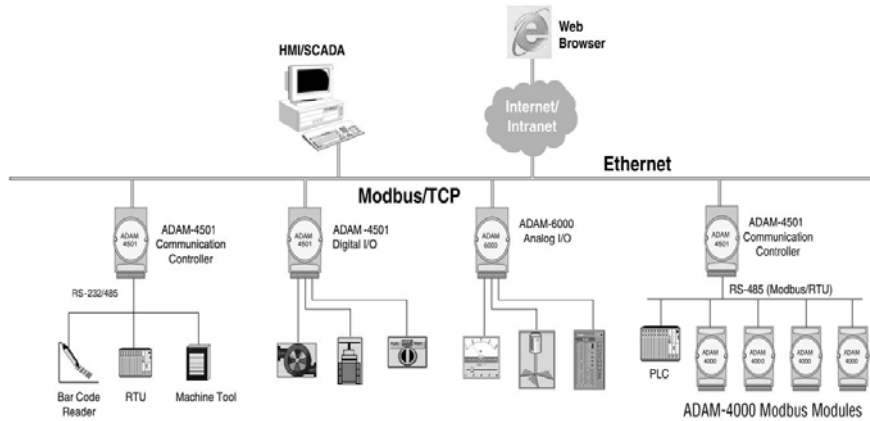 Web
Browser
HMI/SCADA
Internet/
Intranet
Ethernet
Modbus/TCP
ADAM
4501
ADAM-4501
Communication
Controller
ADAM
4501
ADAM-4501
Digital I/O
ADAM
6000
ADAM-6000
Analog I/O
ADAM
4501
ADAM-4501
Communication
Controller
RS-232/485
RS-485 (Modbus/RTU)
Bar Code
Reader
RTU
Machine Tool
PLC
ADAM
4000
ADAM
4000
ADAM
4000
ADAM
4000
ADAM-4000 Modbus Modules